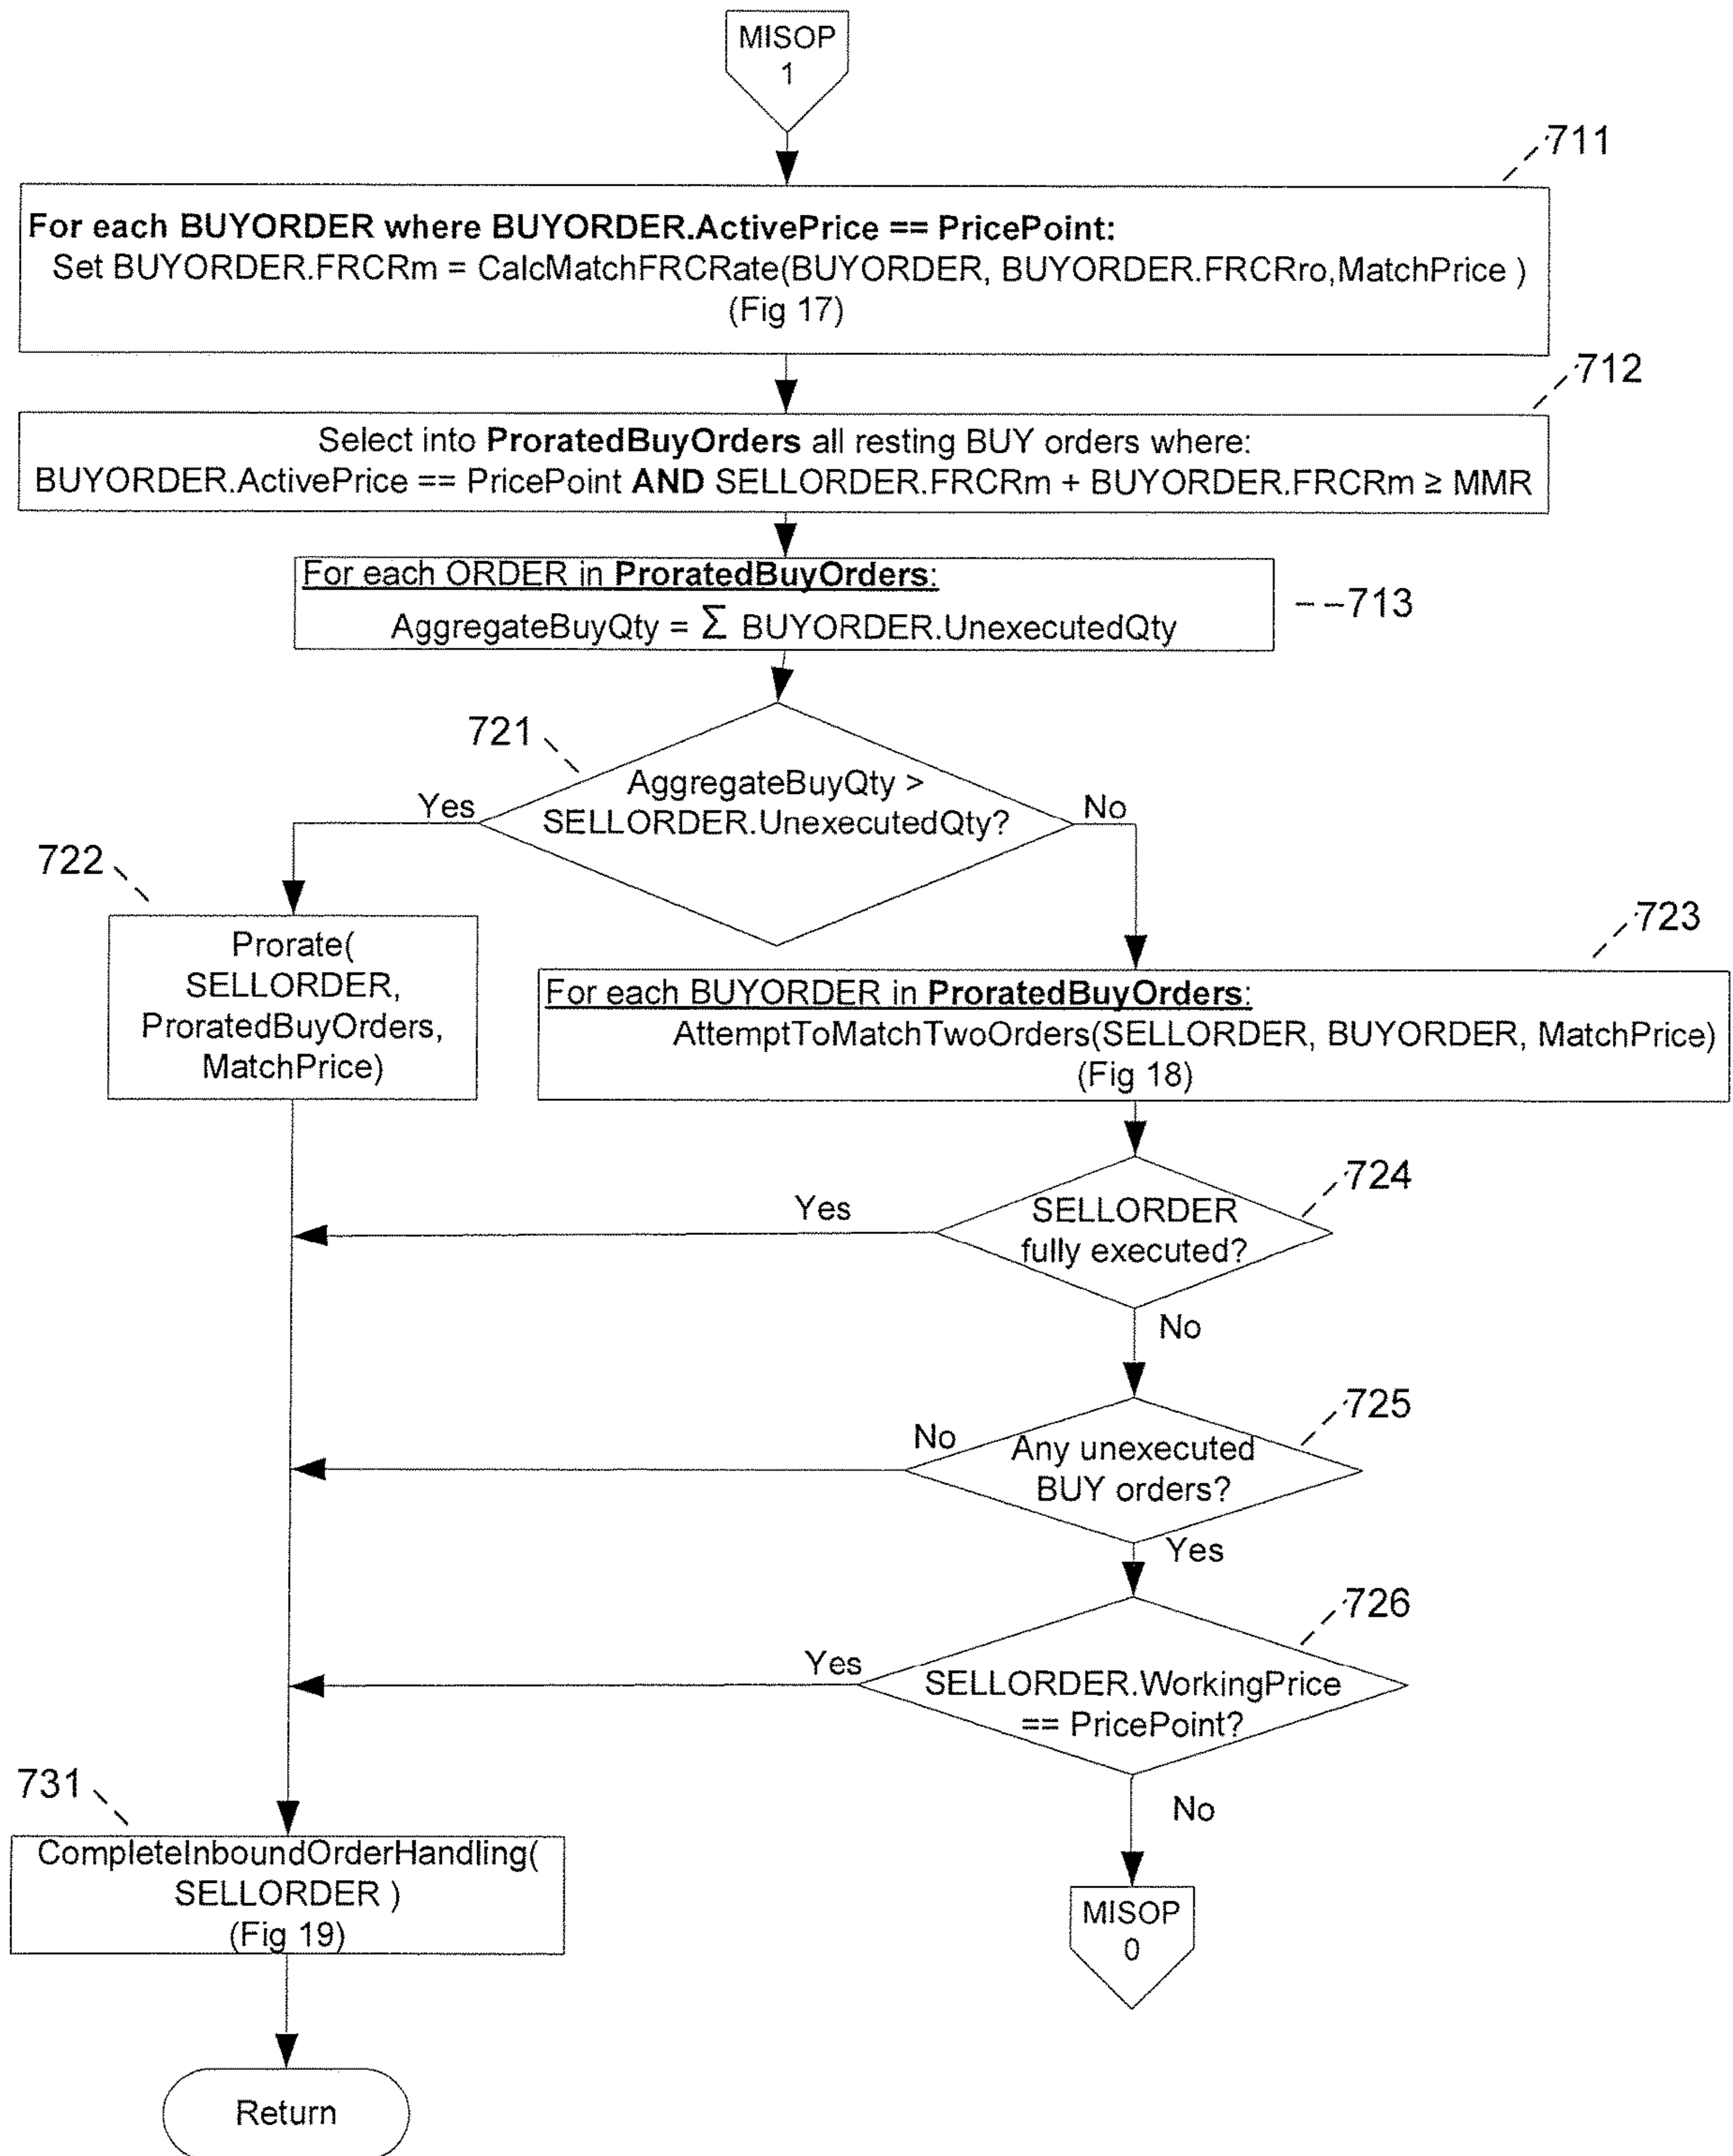 MISOP
1
711
For each BUYORDER where BUYORDER.ActivePrice == PricePoint:
Set BUYORDER.FRCRm = CalcMatchFRCRate(BUYORDER, BUYORDER.FRCRro,MatchPrice )
(Fig 17)
712
Select into ProratedBuyOrders all resting BUY orders where:
BUYORDER.ActivePrice == PricePoint AND SELLORDER.FRCRm + BUYORDER.FRCRm ≥ MMR
For each ORDER in ProratedBuyOrders:
AggregateBuyQty = Σ BUYORDER.UnexecutedQty
713
721
AggregateBuyQty >
SELLORDER.UnexecutedQty?
Yes
No
722
Prorate(
SELLORDER,
ProratedBuyOrders,
MatchPrice)
723
For each BUYORDER in ProratedBuyOrders:
AttemptToMatchTwoOrders(SELLORDER, BUYORDER, MatchPrice)
(Fig 18)
724
SELLORDER
fully executed?
Yes
No
725
Any unexecuted
BUY orders?
No
Yes
726
SELLORDER.WorkingPrice
== PricePoint?
Yes
No
731
CompleteInboundOrderHandling(
SELLORDER )
(Fig 19)
MISOP
0
Return